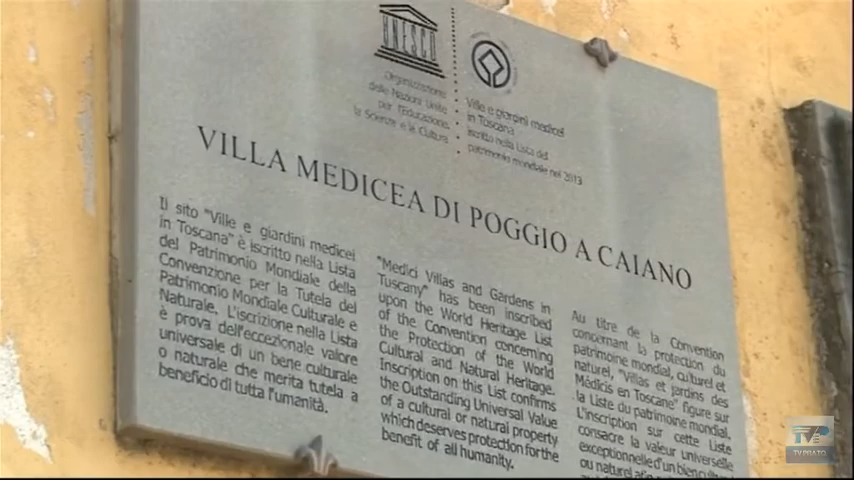 UNESCO
Organizzazione
delle Nazioni Unite
per l'Educazione,
la Scienza e la Cultura
Ville e giardini medicei
in Toscana
iscritto nella Lista del
patrimonio mondiale nel 2013
VILLA MEDICEA DI POGGIO A CAIANO
Il sito "Ville e giardini medicei
in Toscana" è iscritto nella Lista
del Patrimonio Mondiale della
Convenzione per la Tutela del
Patrimonio Mondiale Culturale e
Naturale. L'iscrizione nella Lista
è prova dell'eccezionale valore
universale di un bene culturale
o naturale che merita tutela a
beneficio di tutta l'umanità.
"Medici Villas and Gardens in
Tuscany" has been inscribed
upon the World Heritage List
of the Convention concerning
the Protection of the World
Cultural and Natural Heritage.
Inscription on this List confirms
the Outstanding Universal Value
of a cultural or natural property
which deserves protection for the
benefit of all humanity.
Au titre de la Convention
concernant la protection du
patrimoine mondial, culturel et
naturel, "Villas et jardins des
Médicis en Toscane" figure sur
la Liste du patrimoine mondial.
L'inscription sur cette Liste
consacre la valeur universelle
exceptionnelle d'un bien culturel
ou naturel afin
TVP
TV PRATO